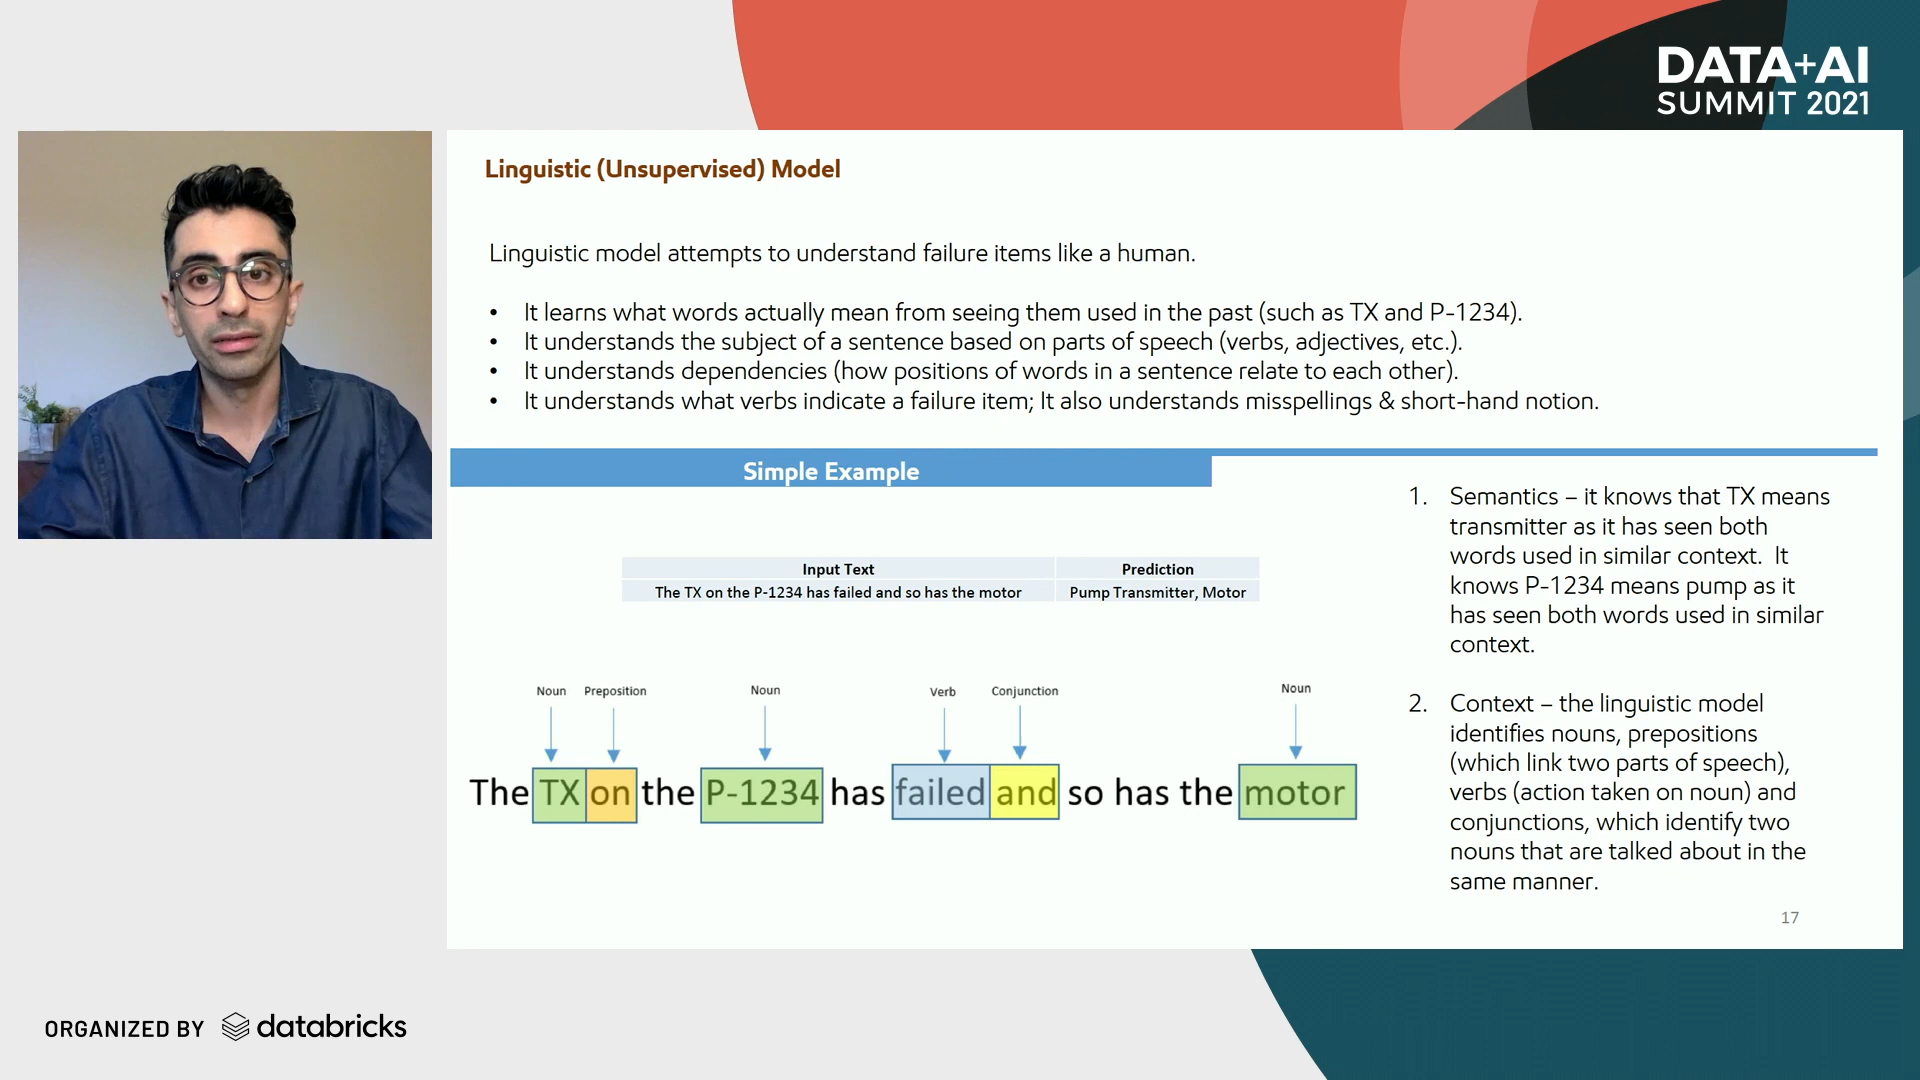 DATA+AI
SUMMIT 2021
Linguistic (Unsupervised) Model
Linguistic model attempts to understand failure items like a human.
• It learns what words actually mean from seeing them used in the past (such as TX and P-1234).
• It understands the subject of a sentence based on parts of speech (verbs, adjectives, etc.).
• It understands dependencies (how positions of words in a sentence relate to each other).
• It understands what verbs indicate a failure item; It also understands misspellings & short-hand notion.
Simple Example
Input Text Prediction
The TX on the P-1234 has failed and so has the motor Pump Transmitter, Motor
Noun Preposition Noun Verb Conjunction Noun
The TX on the P-1234 has failed and so has the motor
1. Semantics – it knows that TX means
transmitter as it has seen both
words used in similar context. It
knows P-1234 means pump as it
has seen both words used in similar
context.
2. Context – the linguistic model
identifies nouns, prepositions
(which link two parts of speech),
verbs (action taken on noun) and
conjunctions, which identify two
nouns that are talked about in the
same manner.
17
ORGANIZED BY databricks